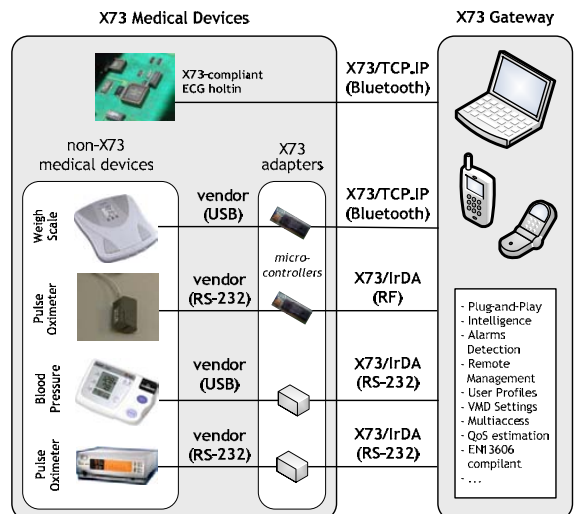 X73 Medical Devices
X73 Gateway
X73-compliant
ECG holtin
X73/TCP.IP
(Bluetooth)
non-X73
medical devices
X73
adapters
Weigh
Scale
vendor
(USB)
X73/TCP.IP
(Bluetooth)
micro-
controllers
Pulse
Oximeter
vendor
(RS-232)
X73/IrDA
(RF)
Blood
Pressure
vendor
(USB)
X73/IrDA
(RS-232)
Pulse
Oximeter
vendor
(RS-232)
X73/IrDA
(RS-232)
- Plug-and-Play
- Intelligence
- Alarms
Detection
- Remote
Management
- User Profiles
- VMD Settings
- Multiaccess
- QoS estimation
- EN13606
compilant
- ...